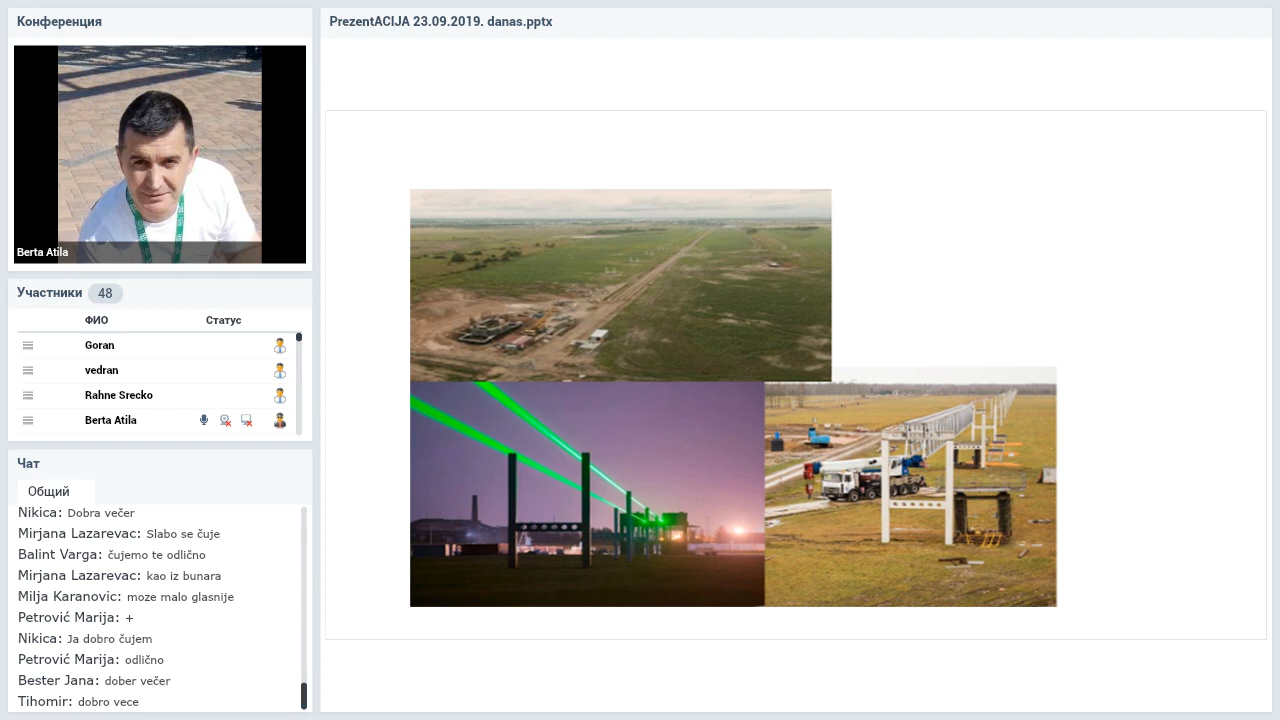 Конференция
Berta Atila
Участники 48
ФИО Статус
Goran
vedran
Rahne Srecko
Berta Atila
Чат
Общий
Nikica: Dobra večer
Mirjana Lazarevac: Slabo se čuje
Balint Varga: čujemo te odlično
Mirjana Lazarevac: kao iz bunara
Milja Karanovic: moze malo glasnije
Petrović Marija: +
Nikica: Ja dobro čujem
Petrović Marija: odlično
Bester Jana: dober večer
Tihomir: dobro vece
PrezentACIJA 23.09.2019. danas.pptx